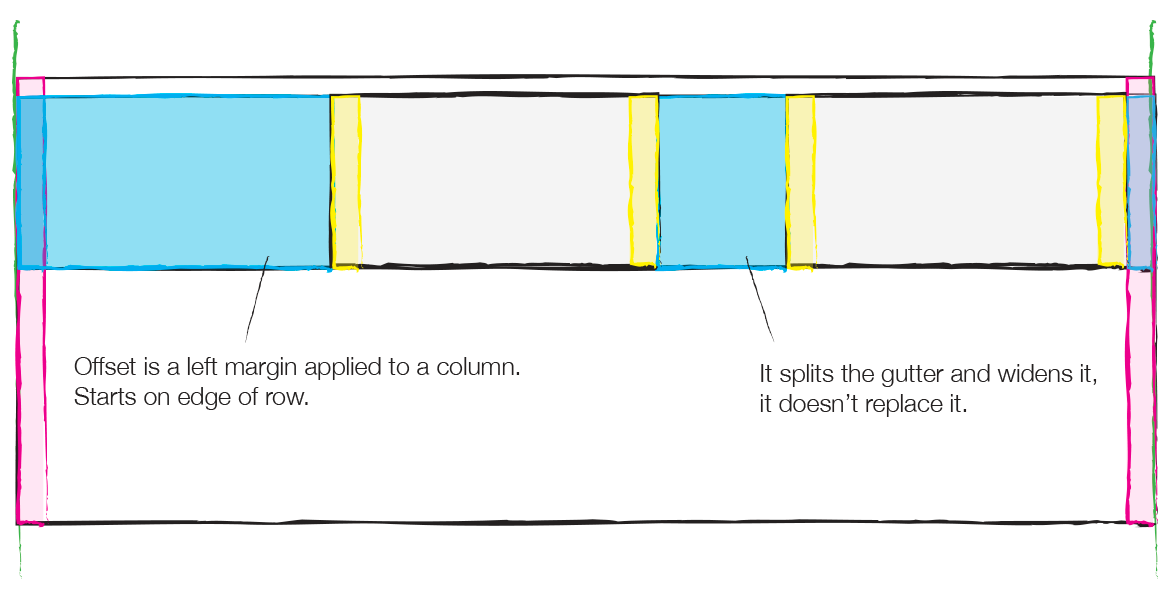 Offset is a left margin applied to a column.
Starts on edge of row.
It splits the gutter and widens it,
it doesn’t replace it.